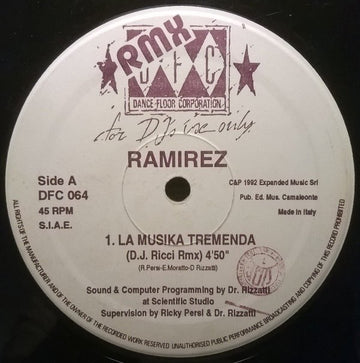 RMX
DFC
DANCE FLOOR CORPORATION
for D.J.s use only
RAMIREZ
Side A
DFC 064
45 RPM
S.I.A.E.
C&P 1992 Expanded Music Srl
Pub. Ed. Mus. Camaleonte
Made in Italy
1. LA MUSIKA TREMENDA
(D.J. Ricci Rmx) 4'50"
(R.Persi-E.Moratto-D Rizzatti)
Sound & Computer Programming by Dr. Rizzatti
at Scientific Studio
Supervision by Ricky Persi & Dr. Rizzatti
ALL RIGHTS OF THE MANUFACTURER AND OF THE OWNER OF THE RECORDED WORK RESERVED UNAUTHORISED PUBLIC PERFORMANCE BROADCASTING AND COPYING OF THIS RECORD PROHIBITED